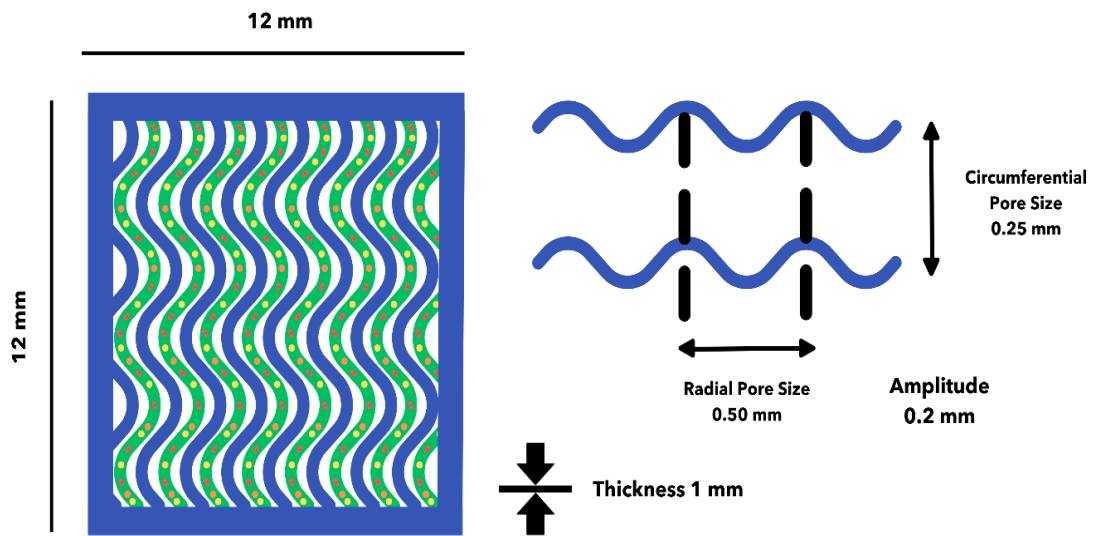 12 mm
12 mm
Circumferential
Pore Size
0.25 mm
Radial Pore Size
0.50 mm
Amplitude
0.2 mm
Thickness 1 mm